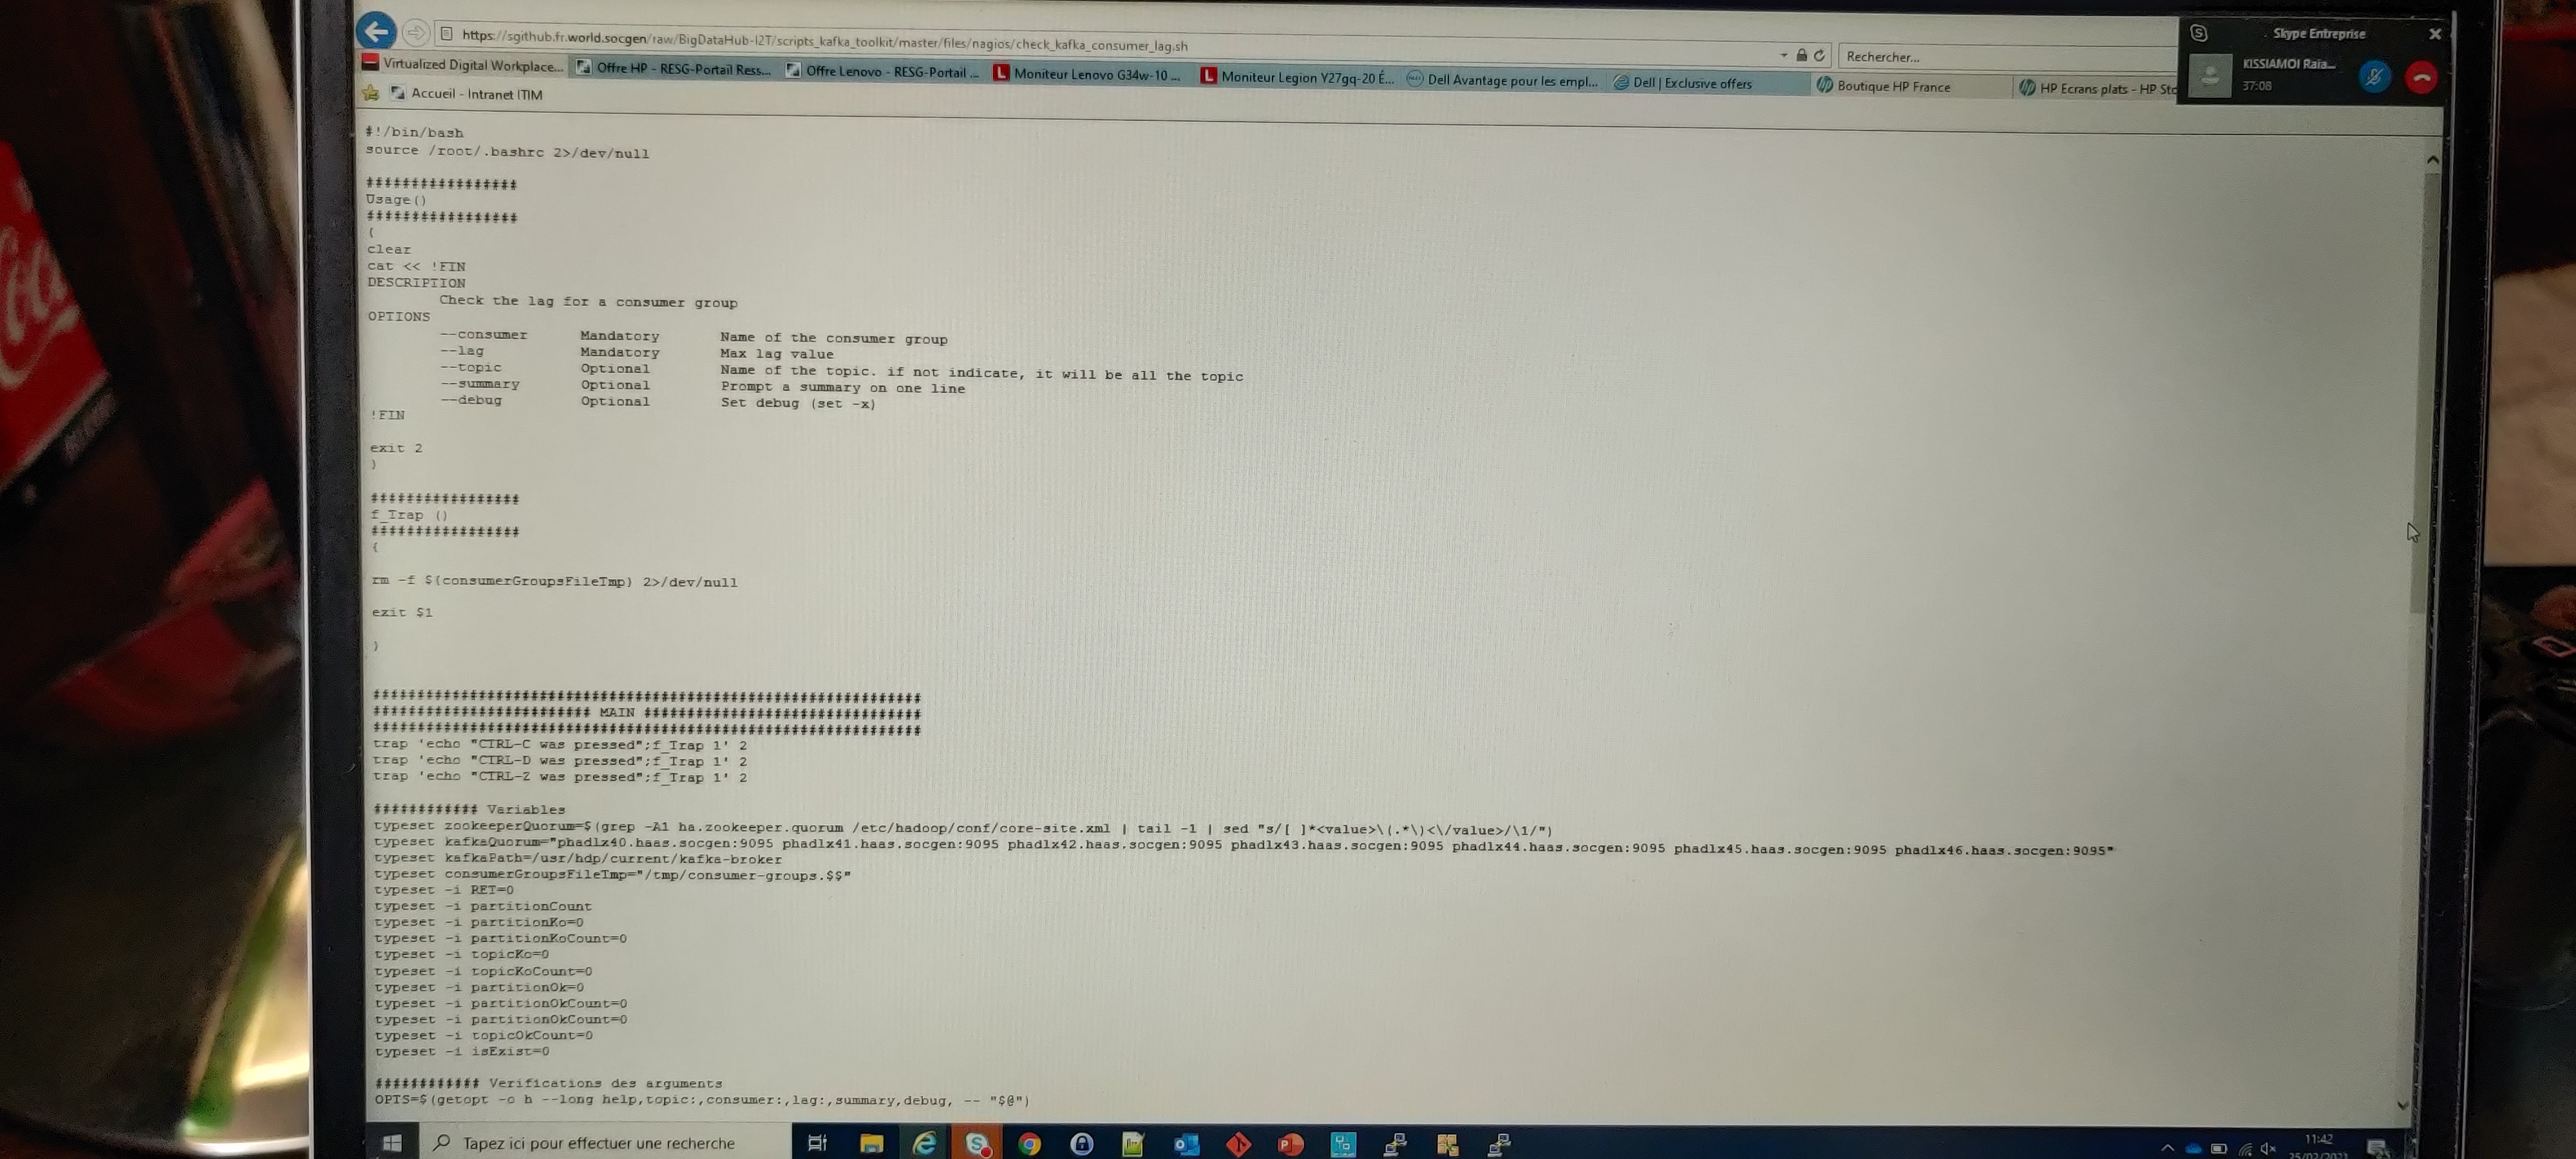 https://sgithub.fr.world.socgen/raw/BigDataHub-I2T/scripts_kafka_toolkit/master/files/nagios/check_kafka_consumer_lag.sh
Rechercher...
Skype Entreprise
KISSIAMOI Raïa...
37:08
Virtualized Digital Workplace...
Offre HP - RESG-Portail Ress...
Offre Lenovo - RESG-Portail ...
Moniteur Lenovo G34w-10 ...
Moniteur Legion Y27gq-20 É...
Dell Avantage pour les empl...
Dell | Exclusive offers
Boutique HP France
HP Ecrans plats - HP Sto
Accueil - Intranet ITIM
#!/bin/bash
source /root/.bashrc 2>/dev/null
#################
Usage()
#################
{
clear
cat << !FIN
DESCRIPTION
Check the lag for a consumer group
OPTIONS
--consumer Mandatory Name of the consumer group
--lag Mandatory Max lag value
--topic Optional Name of the topic. if not indicate, it will be all the topic
--summary Optional Prompt a summary on one line
--debug Optional Set debug (set -x)
!FIN
exit 2
}
#################
f_Trap ()
#################
{
rm -f ${consumerGroupsFileTmp} 2>/dev/null
exit $1
}
###############################################################
######################### MAIN ################################
###############################################################
trap 'echo "CTRL-C was pressed";f_Trap 1' 2
trap 'echo "CTRL-D was pressed";f_Trap 1' 2
trap 'echo "CTRL-Z was pressed";f_Trap 1' 2
############ Variables
typeset zookeeperQuorum=$(grep -A1 ha.zookeeper.quorum /etc/hadoop/conf/core-site.xml | tail -1 | sed "s/[ ]*<value>\(.*\)<\/value>/\1/")
typeset kafkaQuorum="phadlx40.haas.socgen:9095 phadlx41.haas.socgen:9095 phadlx42.haas.socgen:9095 phadlx43.haas.socgen:9095 phadlx44.haas.socgen:9095 phadlx45.haas.socgen:9095 phadlx46.haas.socgen:9095"
typeset kafkaPath=/usr/hdp/current/kafka-broker
typeset consumerGroupsFileTmp="/tmp/consumer-groups.$$"
typeset -i RET=0
typeset -i partitionCount
typeset -i partitionKo=0
typeset -i partitionKoCount=0
typeset -i topicKo=0
typeset -i topicKoCount=0
typeset -i partitionOk=0
typeset -i partitionOkCount=0
typeset -i partitionOkCount=0
typeset -i topicOkCount=0
typeset -i isExist=0
############ Verifications des arguments
OPTS=$(getopt -o h --long help,topic:,consumer:,lag:,summary,debug, -- "$@")
Tapez ici pour effectuer une recherche
11:42